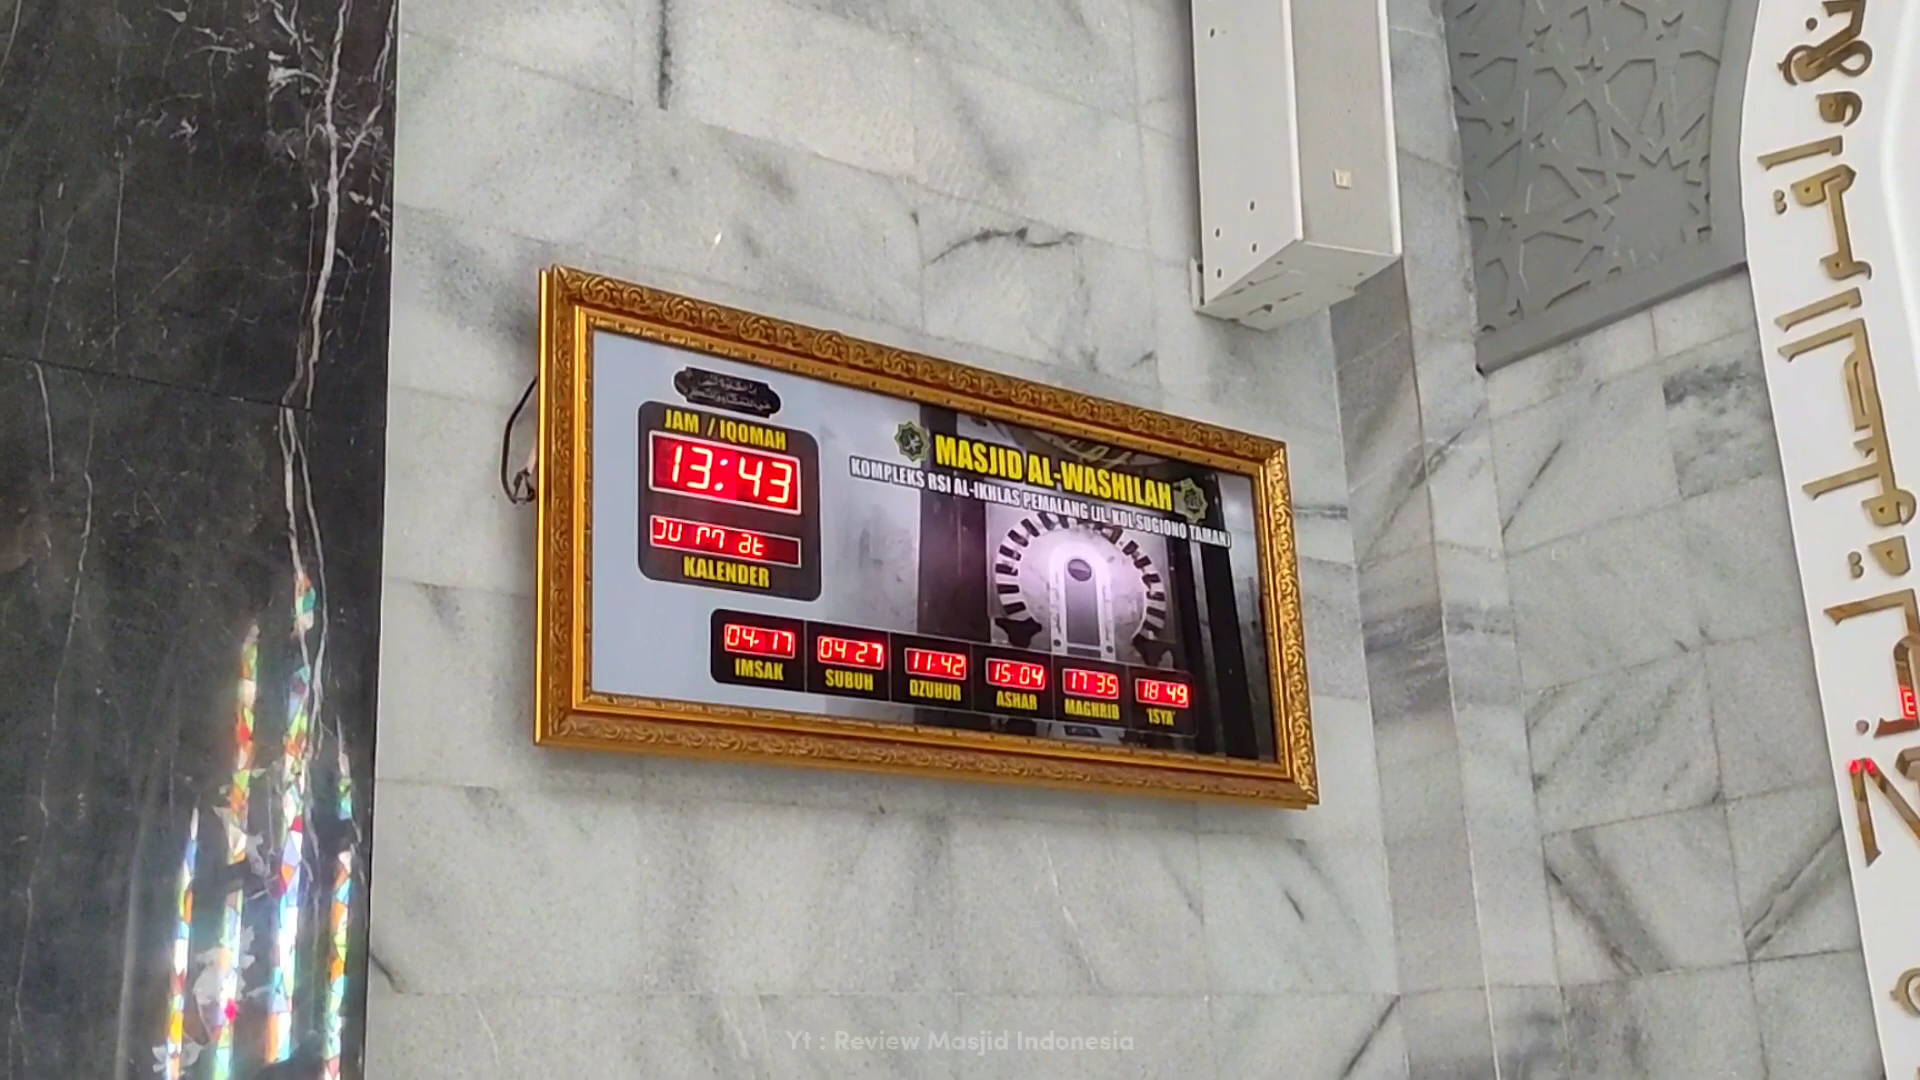 JAM / IQOMAH
13:43
JUM'AT
KALENDER
MASJID AL-WASHILAH
KOMPLEKS RSI AL-IKHLAS PEMALANG (JL. KOL SUGIONO TAMAN)
04:17
IMSAK
04:27
SUBUH
11:42
DZUHUR
15:04
ASHAR
17:35
MAGHRIB
18:49
'ISYA'
Yt : Review Masjid Indonesia